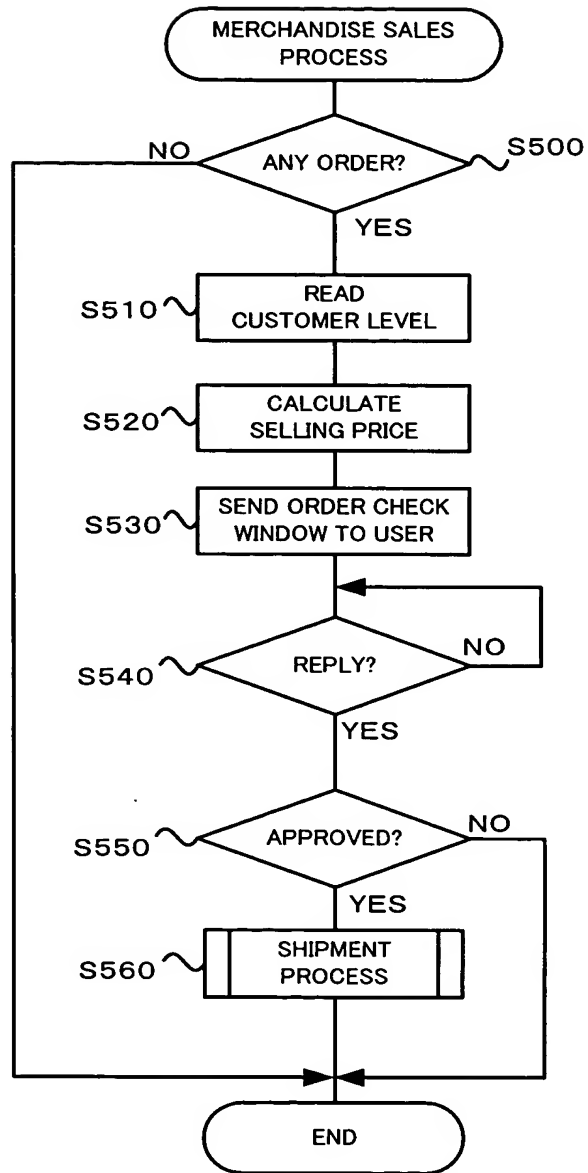 MERCHANDISE SALES
PROCESS
NO
ANY ORDER?
S500
YES
S510
READ
CUSTOMER LEVEL
S520
CALCULATE
SELLING PRICE
S530
SEND ORDER CHECK
WINDOW TO USER
S540
REPLY?
NO
YES
S550
APPROVED?
NO
YES
S560
SHIPMENT
PROCESS
END